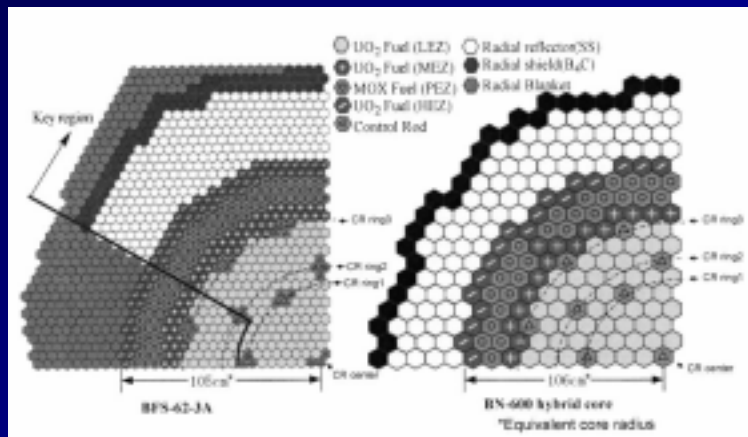 UO₂ Fuel (LEZ)
UO₂ Fuel (MEZ)
MOX Fuel (PEZ)
UO₂ Fuel (HEZ)
Control Rod
Radial reflector(SS)
Radial shield(B₄C)
Radial Blanket
Key region
CR ring3
CR ring2
CR ring1
CR center
105cm*
BFS-62-3A
CR ring3
CR ring2
CR ring1
CR center
106cm*
BN-600 hybrid core
*Equivalent core radius